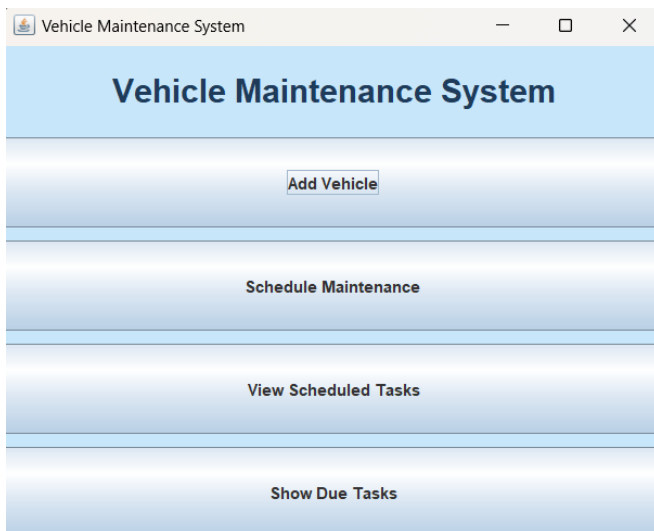 Vehicle Maintenance System
Vehicle Maintenance System
Add Vehicle
Schedule Maintenance
View Scheduled Tasks
Show Due Tasks